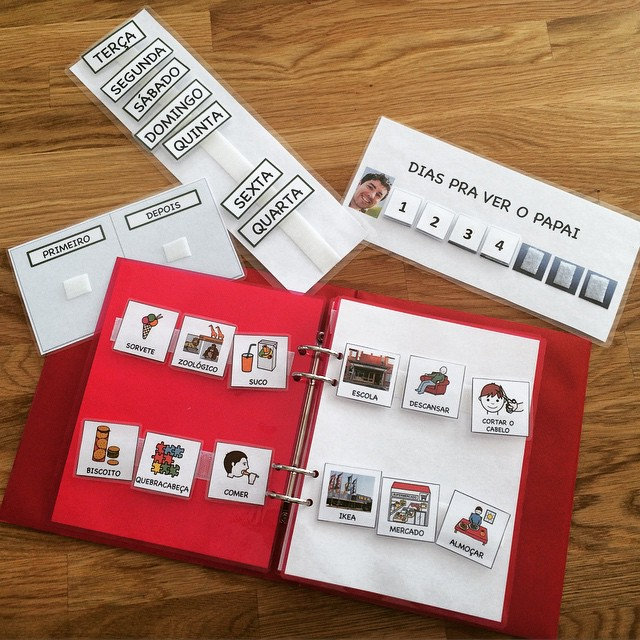 TERÇA
SEGUNDA
SÁBADO
DOMINGO
QUINTA
SEXTA
QUARTA
DIAS PRA VER O PAPAI
1 2 3 4
PRIMEIRO
DEPOIS
SORVETE
ZOOLÓGICO
SUCO
BISCOITO
QUEBRACABEÇA
COMER
ESCOLA
DESCANSAR
CORTAR O
CABELO
IKEA
MERCADO
ALMOÇAR